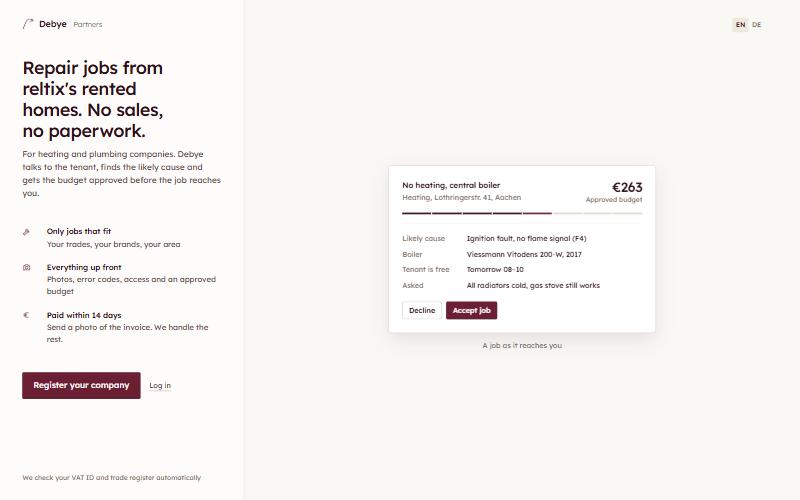 Debye Partners
EN DE
Repair jobs from
reltix's rented
homes. No sales,
no paperwork.
For heating and plumbing companies. Debye
talks to the tenant, finds the likely cause and
gets the budget approved before the job reaches
you.
Only jobs that fit
Your trades, your brands, your area
Everything up front
Photos, error codes, access and an approved
budget
€ Paid within 14 days
Send a photo of the invoice. We handle the
rest.
Register your company Log in
We check your VAT ID and trade register automatically
No heating, central boiler €263
Heating, Lothringerstr. 41, Aachen Approved budget
Likely cause Ignition fault, no flame signal (F4)
Boiler Viessmann Vitodens 200-W, 2017
Tenant is free Tomorrow 08–10
Asked All radiators cold, gas stove still works
Decline Accept job
A job as it reaches you